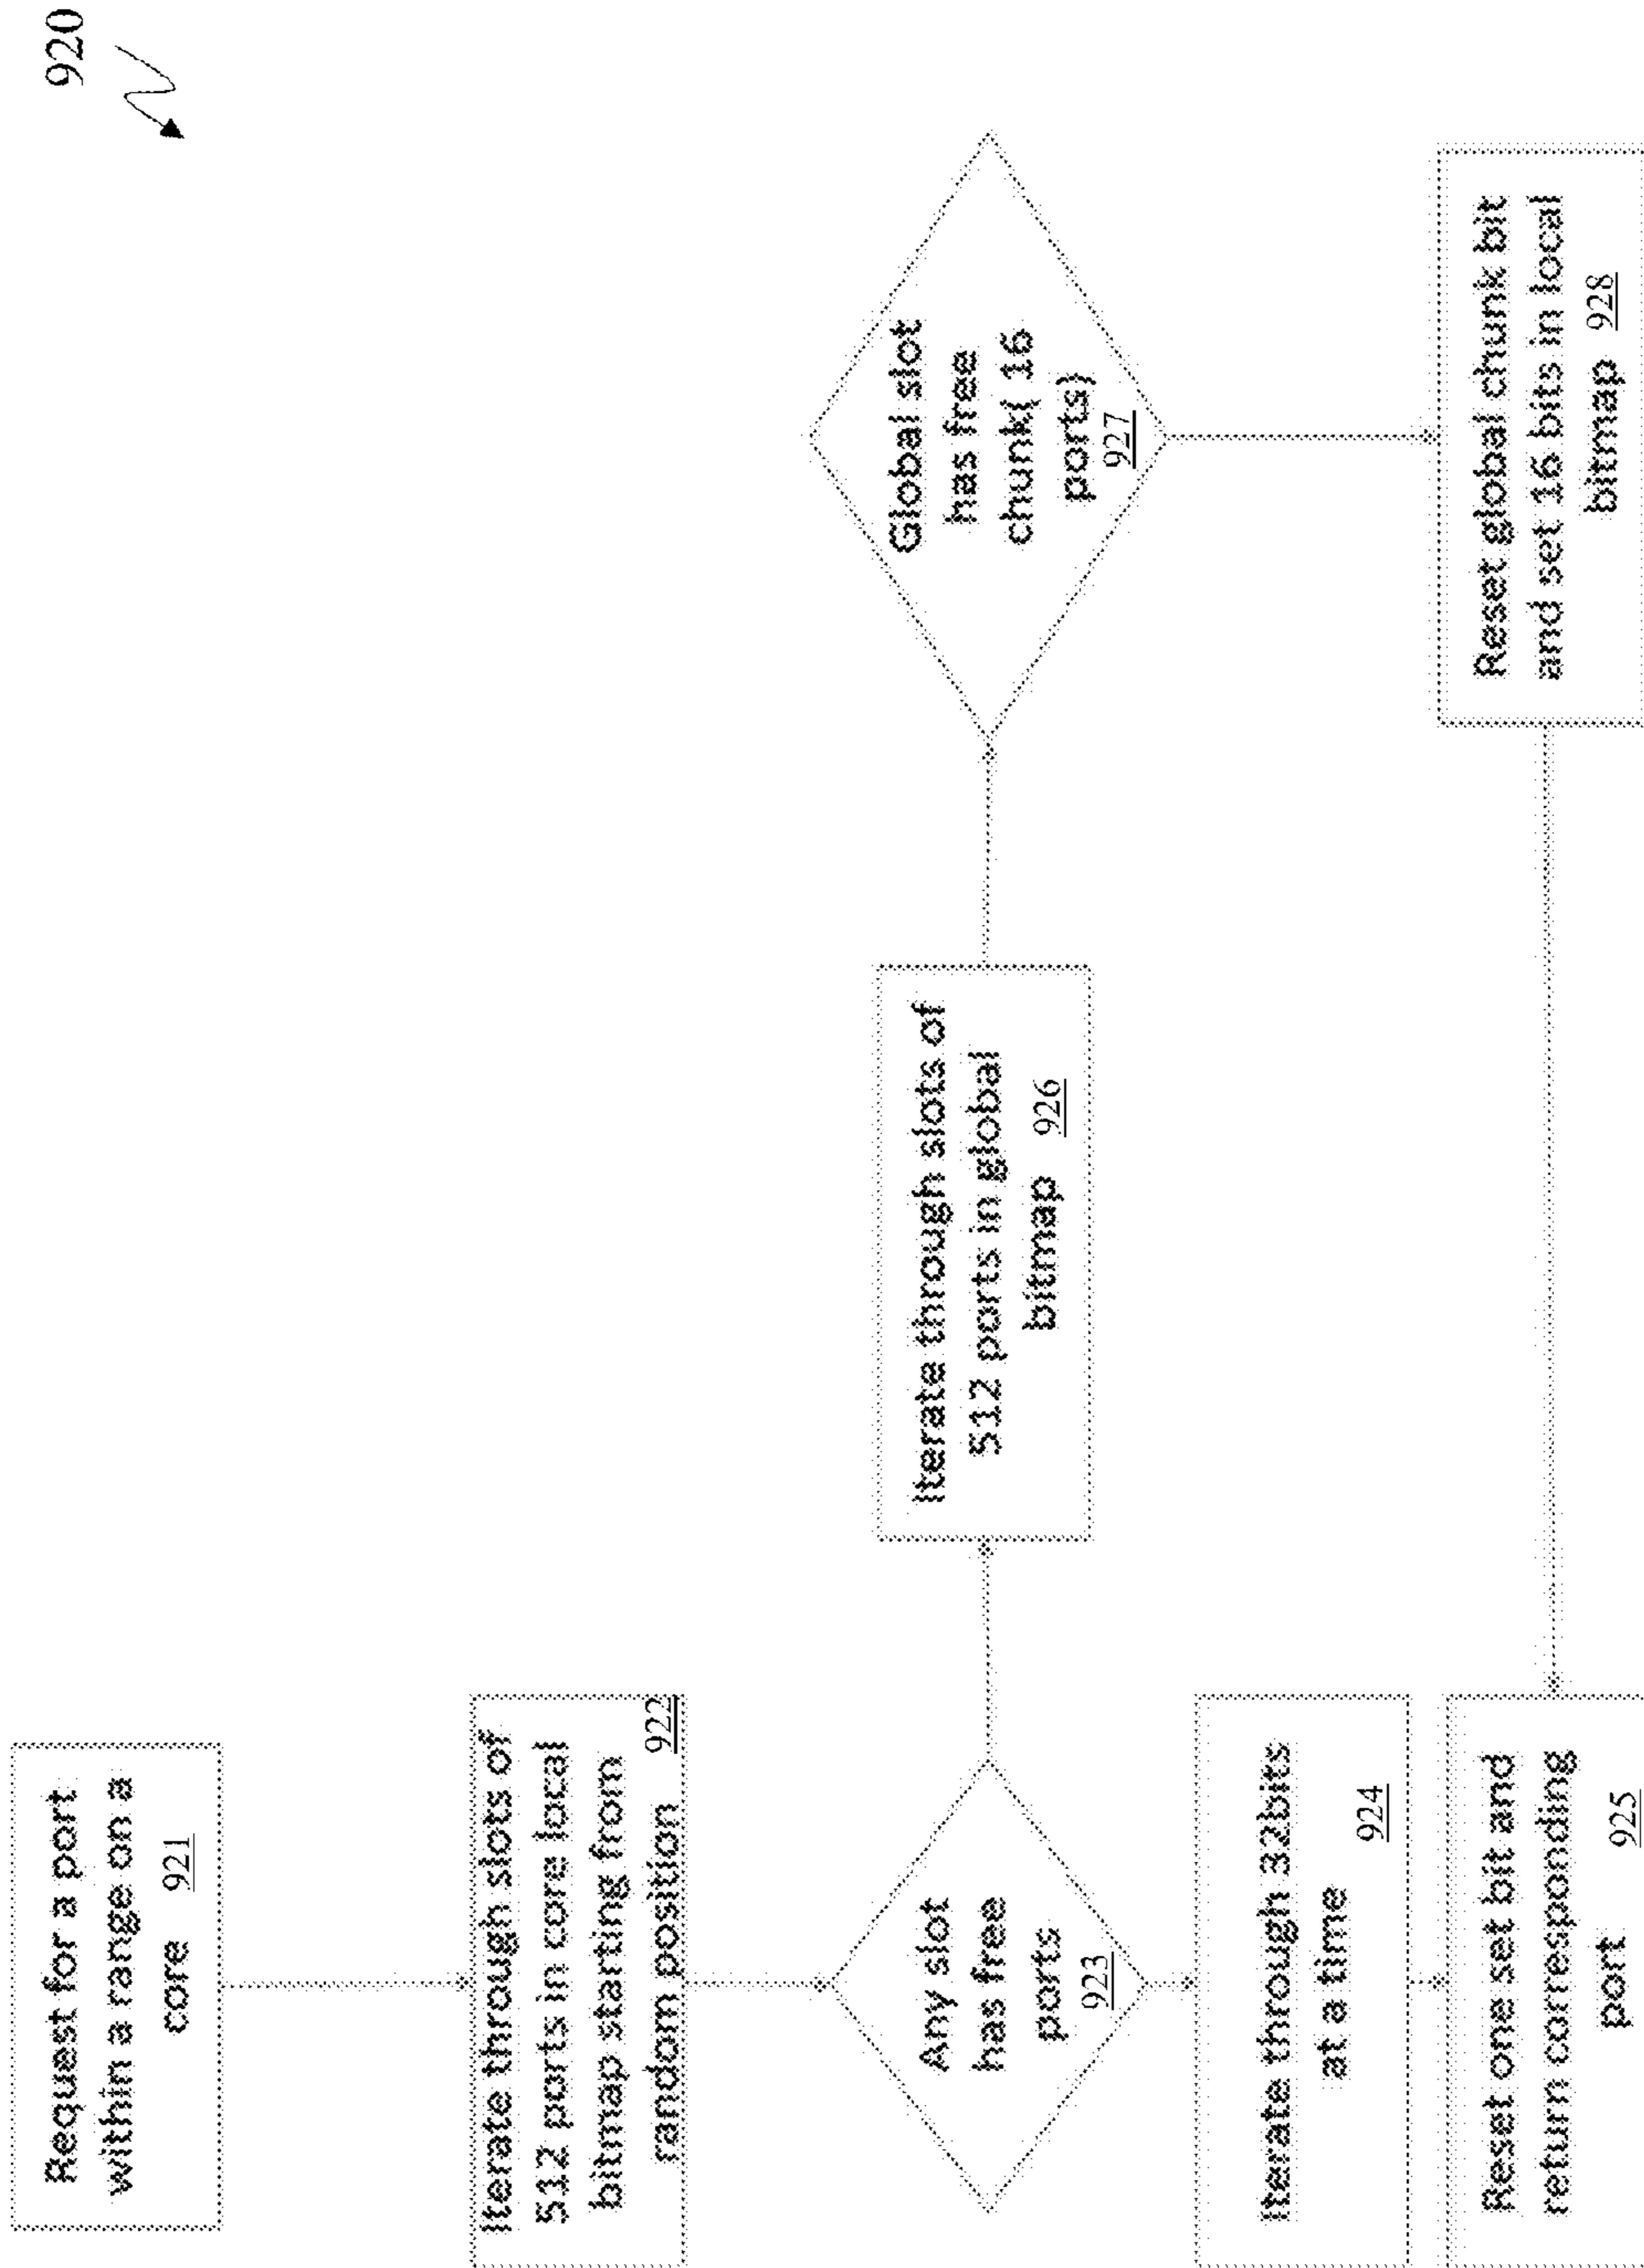 920
Request for a port
within a range on a
core 921
Iterate through slots of
512 ports in core local
bitmap starting from
random position 922
Any slot
has free
ports
923
Iterate through 32bits
at a time
924
Reset one set bit and
return corresponding
port 925
Iterate through slots of
512 ports in global
bitmap 926
Global slot
has free
chunk( 16
ports)
927
Reset global chunk bit
and set 16 bits in local
bitmap 928